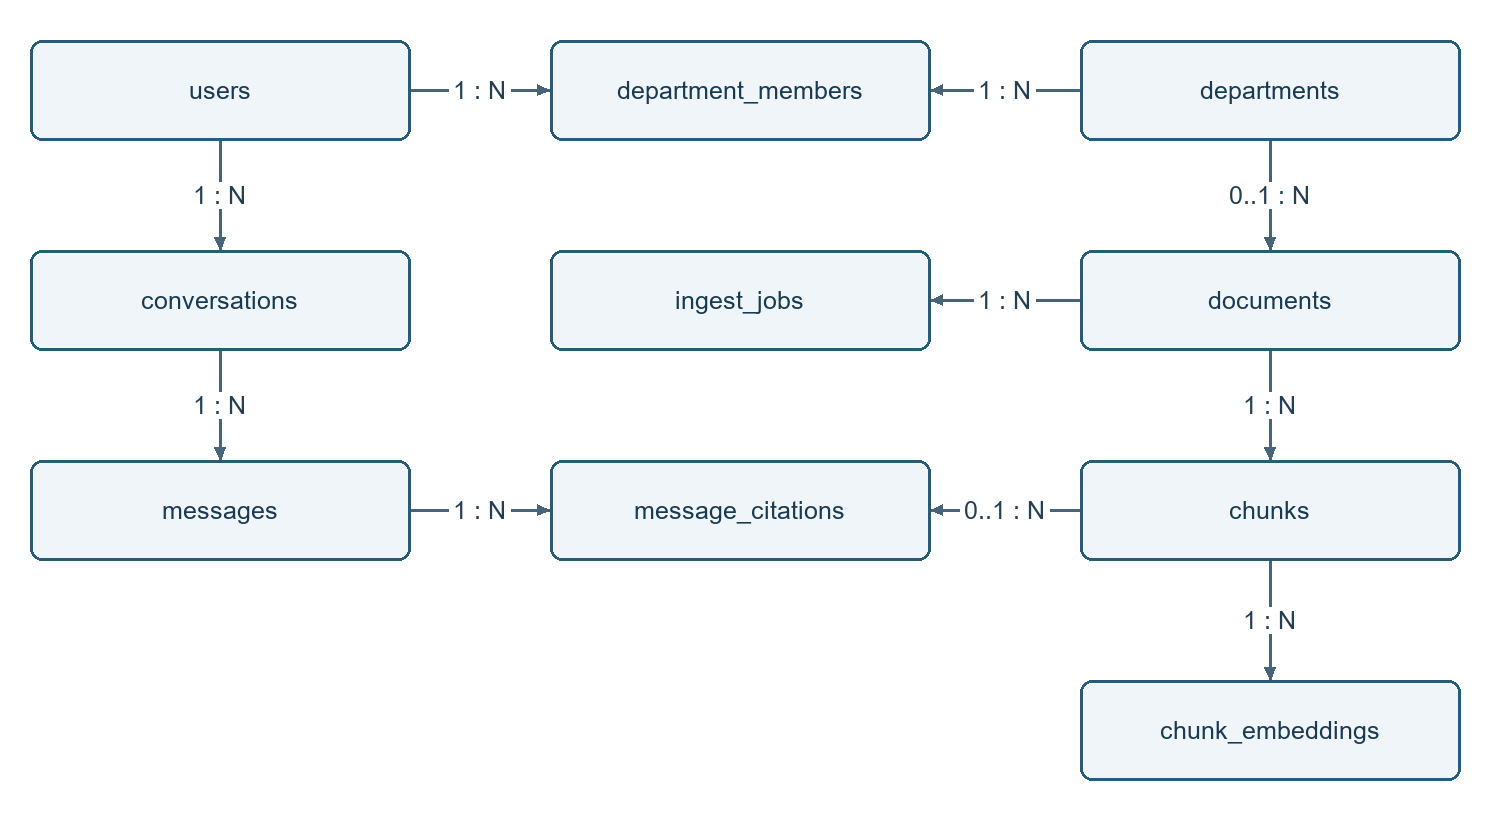 users
1 : N
department_members
1 : N
departments
1 : N
0..1 : N
conversations
ingest_jobs
1 : N
documents
1 : N
1 : N
messages
1 : N
message_citations
0..1 : N
chunks
1 : N
chunk_embeddings